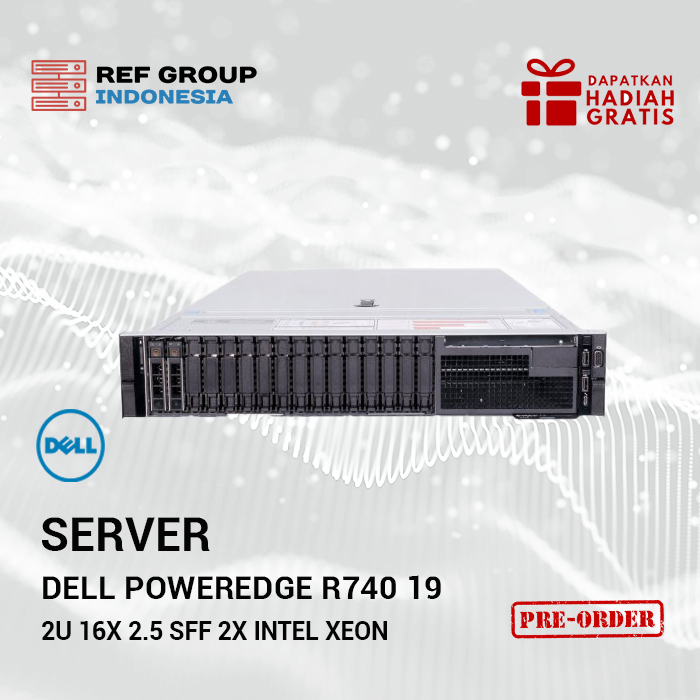 REF GROUP
INDONESIA
DAPATKAN
HADIAH
GRATIS
DELL
SERVER
DELL POWEREDGE R740 19
2U 16X 2.5 SFF 2X INTEL XEON
PRE-ORDER